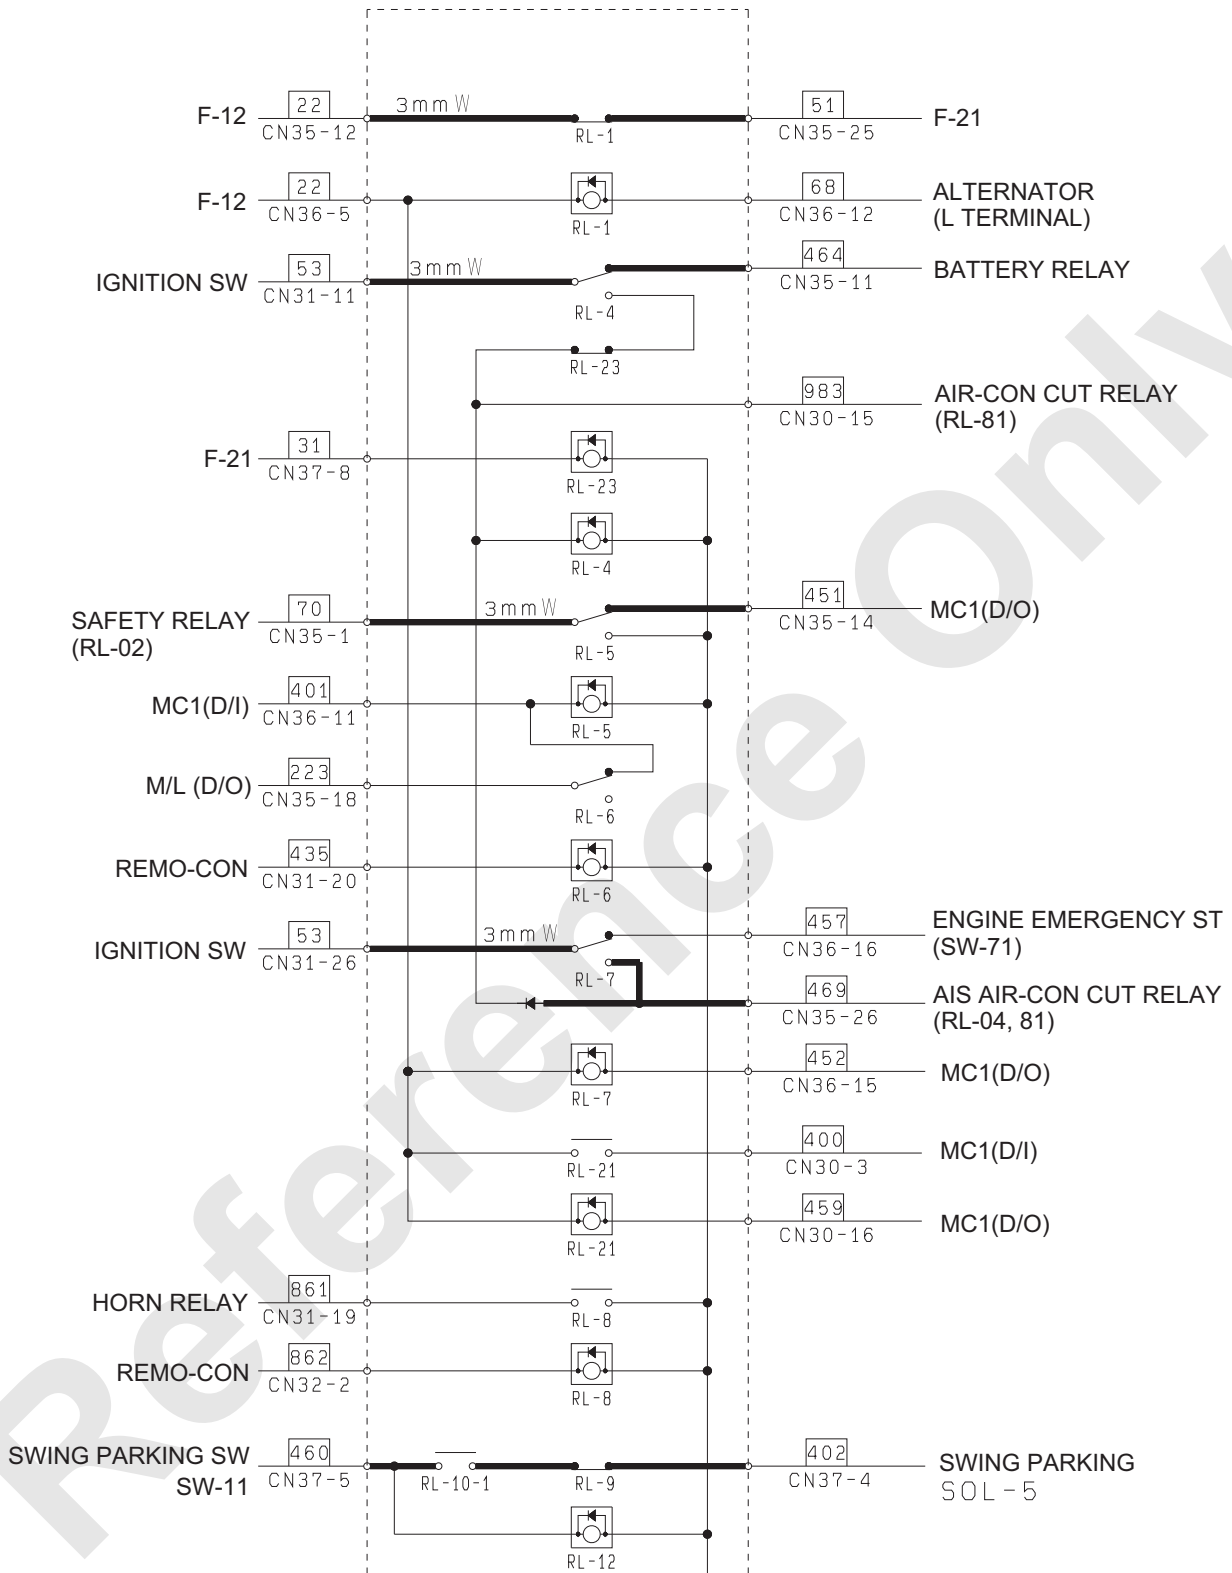 F-12 22 CN35-12 3mmW RL-1 51 CN35-25 F-21
F-12 22 CN36-5 RL-1 68 CN36-12 ALTERNATOR
(L TERMINAL)
IGNITION SW 53 CN31-11 3mmW RL-4 464 CN35-11 BATTERY RELAY
RL-23
983 CN30-15 AIR-CON CUT RELAY
(RL-81)
F-21 31 CN37-8 RL-23
RL-4
SAFETY RELAY
(RL-02)
70 CN35-1 3mmW RL-5 451 CN35-14 MC1(D/O)
MC1(D/I) 401 CN36-11 RL-5
M/L (D/O) 223 CN35-18 RL-6
REMO-CON 435 CN31-20 RL-6
IGNITION SW 53 CN31-26 3mmW RL-7 457 CN36-16 ENGINE EMERGENCY ST
(SW-71)
469 CN35-26 AIS AIR-CON CUT RELAY
(RL-04, 81)
RL-7 452 CN36-15 MC1(D/O)
RL-21 400 CN30-3 MC1(D/I)
RL-21 459 CN30-16 MC1(D/O)
HORN RELAY 861 CN31-19 RL-8
REMO-CON 862 CN32-2 RL-8
SWING PARKING SW
SW-11
460 CN37-5 RL-10-1 RL-9 402 CN37-4 SWING PARKING
SOL-5
RL-12
Reference Only